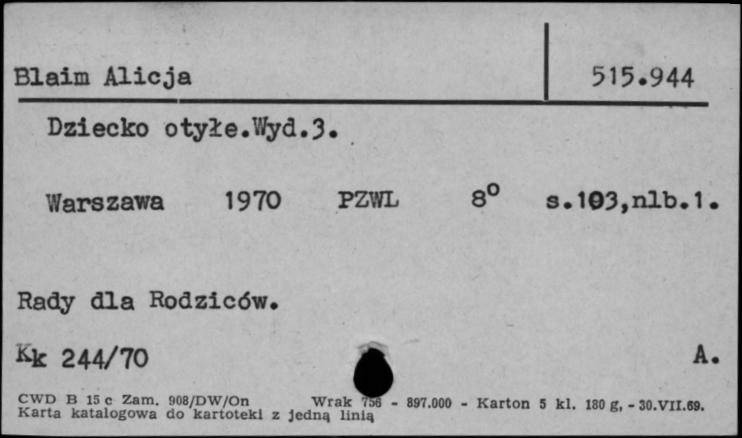 Blaim Alicja 515.944
Dziecko otyłe.Wyd.3.
Warszawa 1970 PZWL 8° s.103,nlb.1.
Rady dla Rodziców.
Kk 244/70 A.
CWD B 15 c Zam. 908/DW/On Wrak 756 - 897.000 - Karton 5 kl. 180 g, - 30.VII.69.
Karta katalogowa do kartoteki z jedną linią